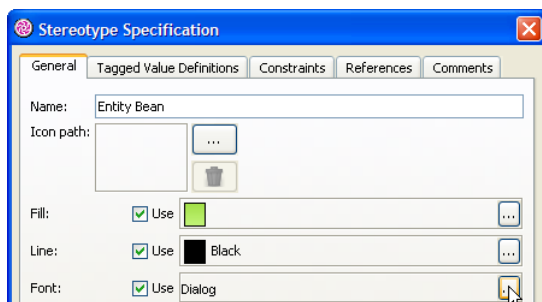 Stereotype Specification
General Tagged Value Definitions Constraints References Comments
Name: Entity Bean
Icon path: ...
Fill: Use ...
Line: Use Black ...
Font: Use Dialog ...